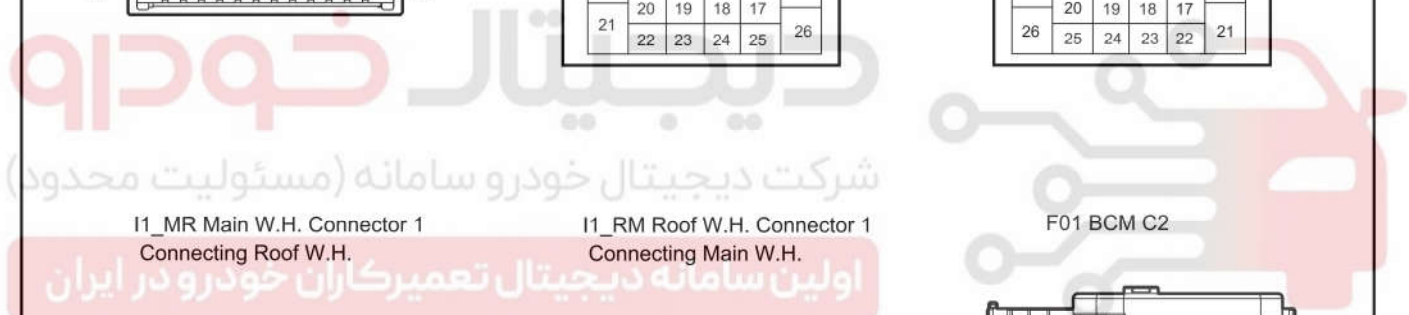 20 19 18 17
21 26
22 23 24 25
20 19 18 17
26 21
25 24 23 22
دیجیتال خودرو
شرکت دیجیتال خودرو سامانه (مسئولیت محدود)
I1_MR Main W.H. Connector 1
Connecting Roof W.H.
I1_RM Roof W.H. Connector 1
Connecting Main W.H.
F01 BCM C2
اولین سامانه دیجیتال تعمیرکاران خودرو در ایران